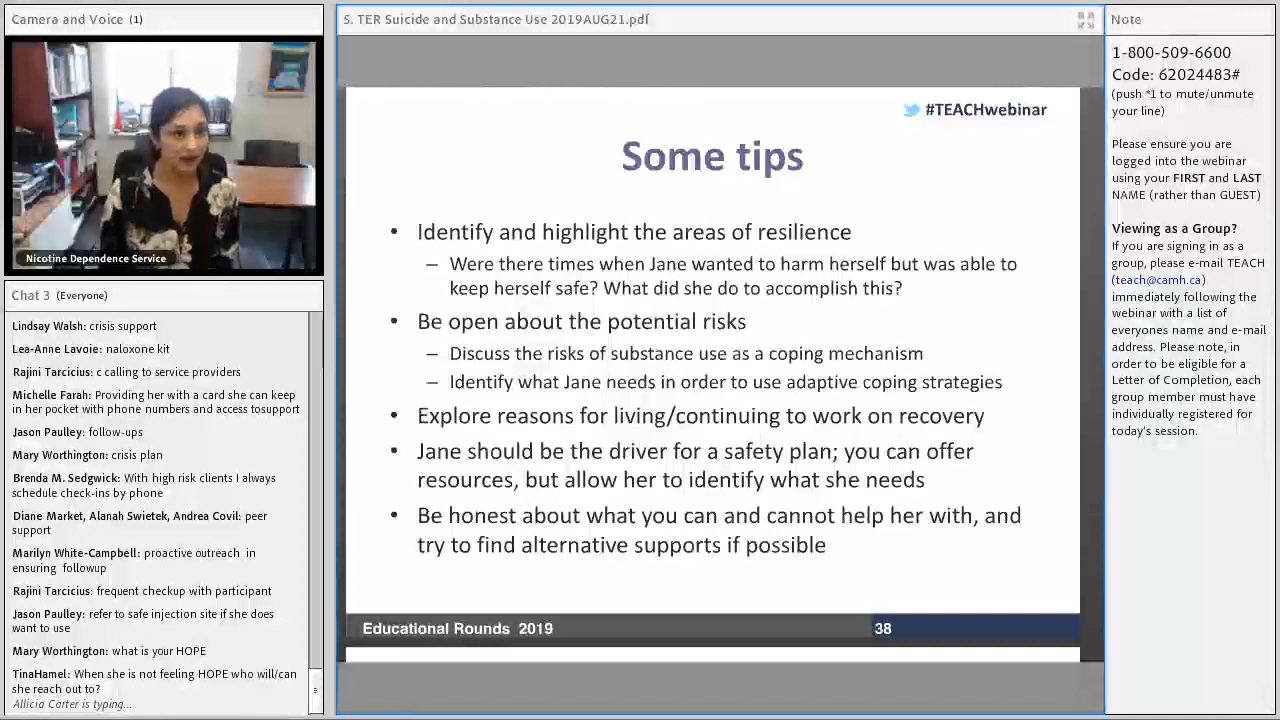 Camera and Voice (1)
Nicotine Dependence Service
Chat 3 (Everyone)
Lindsay Walsh: crisis support
Lea-Anne Lavoie: naloxone kit
Rajini Tarcicius: c calling to service providers
Michelle Farah: Providing her with a card she can keep
in her pocket with phone numbers and access tosupport
Jason Paulley: follow-ups
Mary Worthington: crisis plan
Brenda M. Sedgwick: With high risk clients I always
schedule check-ins by phone
Diane Market, Alanah Swietek, Andrea Covil: peer
support
Marilyn White-Campbell: proactive outreach in
ensuring followup
Rajini Tarcicius: frequent checkup with participant
Jason Paulley: refer to safe injection site if she does
want to use
Mary Worthington: what is your HOPE
TinaHamel: When she is not feeling HOPE who will/can
she reach out to?
Allicia Carter is typing...
5. TER Suicide and Substance Use 2019AUG21.pdf
#TEACHwebinar
Some tips
• Identify and highlight the areas of resilience
– Were there times when Jane wanted to harm herself but was able to
keep herself safe? What did she do to accomplish this?
• Be open about the potential risks
– Discuss the risks of substance use as a coping mechanism
– Identify what Jane needs in order to use adaptive coping strategies
• Explore reasons for living/continuing to work on recovery
• Jane should be the driver for a safety plan; you can offer
resources, but allow her to identify what she needs
• Be honest about what you can and cannot help her with, and
try to find alternative supports if possible
Educational Rounds 2019
38
Note
1-800-509-6600
Code: 62024483#
(push *1 to mute/unmute
your line)
Please ensure you are
logged into the webinar
using your FIRST and LAST
NAME (rather than GUEST)
Viewing as a Group?
If you are signing in as a
group, please e-mail TEACH
(teach@camh.ca)
immediately following the
webinar with a list of
everyones name and e-mail
address. Please note, in
order to be eligible for a
Letter of Completion, each
group member must have
individually registered for
today's session.